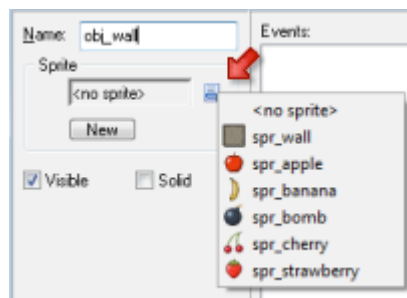 Name: obj_wall
Events:
Sprite
<no sprite>
New
Visible
Solid
<no sprite>
spr_wall
spr_apple
spr_banana
spr_bomb
spr_cherry
spr_strawberry